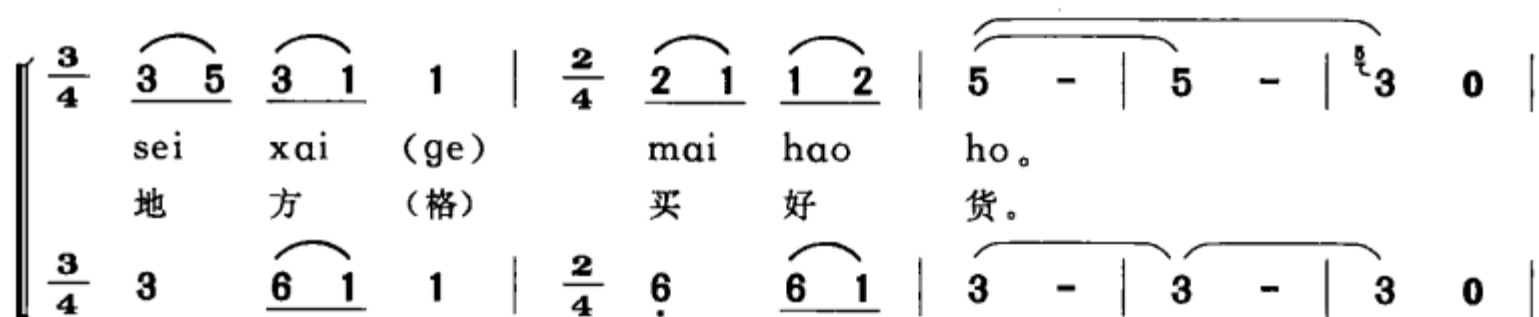 3/4 3 5 3 1 1 | 2/4 2 1 1 2 | 5 - | 5 - | 5 3 0 |
sei xai (ge) mai hao ho。
地 方 (格) 买 好 货。
3/4 3 6 1 1 | 2/4 6̣ 6 1 | 3 - | 3 - | 3 0 |